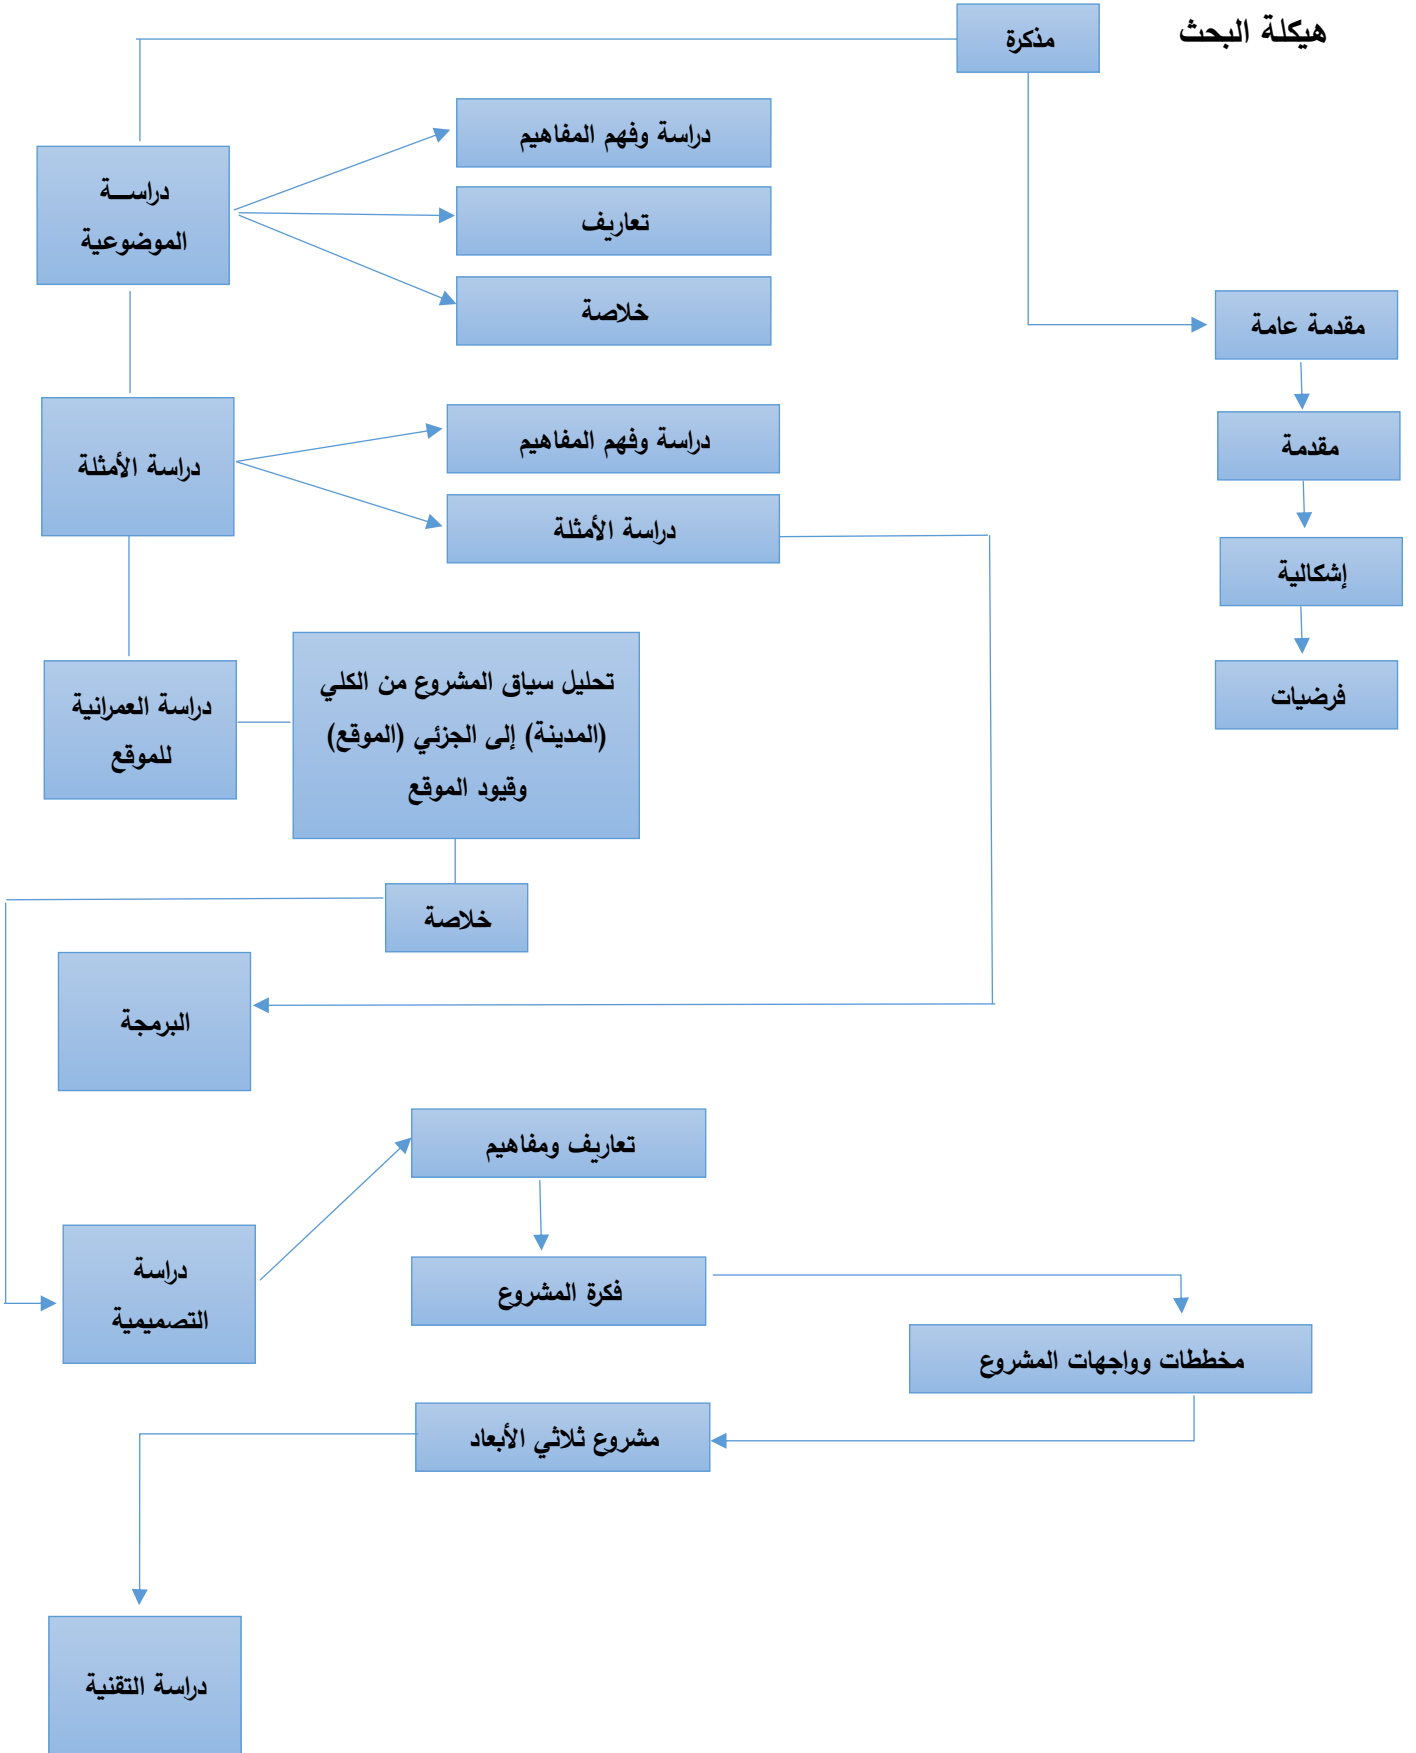 هيكلة البحث
مذكرة
دراسة وفهم المفاهيم
دراســـة
الموضوعية
تعاريف
خلاصة
مقدمة عامة
دراسة وفهم المفاهيم
مقدمة
دراسة الأمثلة
دراسة الأمثلة
إشكالية
تحليل سياق المشروع من الكلي
(المدينة) إلى الجزئي (الموقع)
وقيود الموقع
دراسة العمرانية
للموقع
فرضيات
خلاصة
البرمجة
تعاريف ومفاهيم
دراسة
التصميمية
فكرة المشروع
مخططات وواجهات المشروع
مشروع ثلاثي الأبعاد
دراسة التقنية